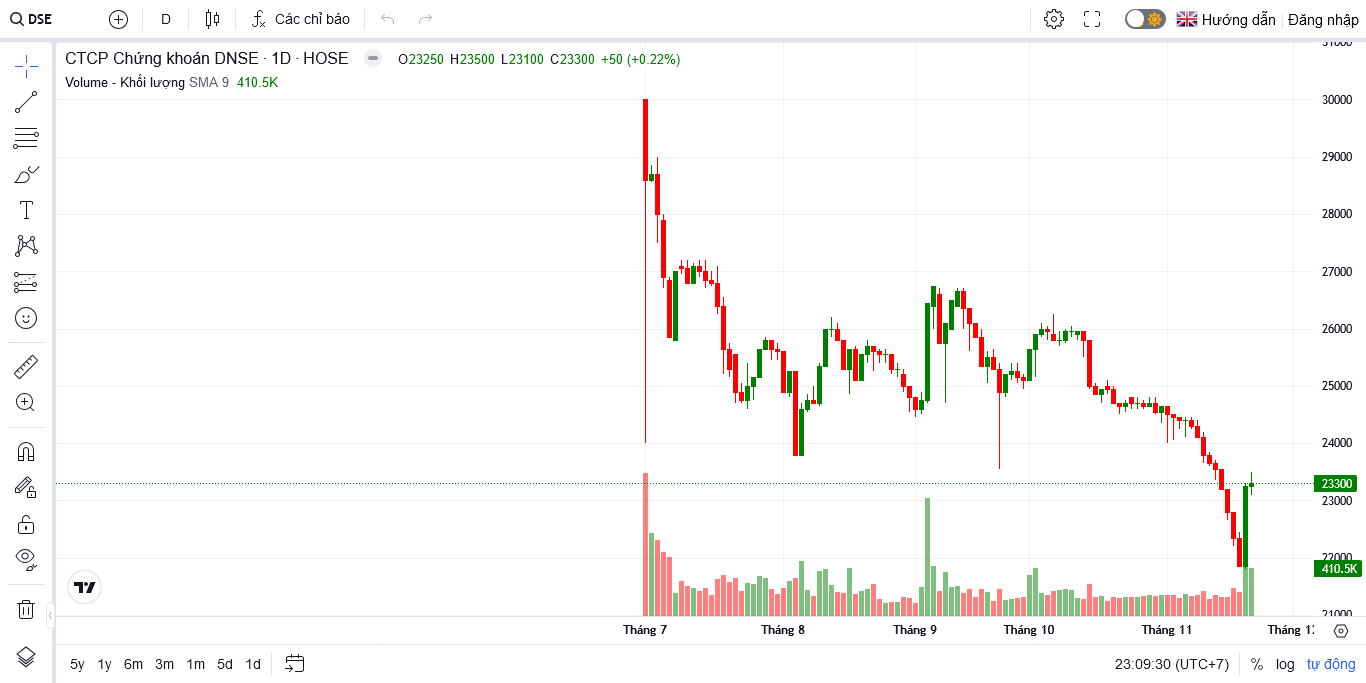 DSE D Các chỉ báo Hướng dẫn Đăng nhập
CTCP Chứng khoán DNSE · 1D · HOSE O23250 H23500 L23100 C23300 +50 (+0.22%)
Volume - Khối lượng SMA 9 410.5K
31000
30000
29000
28000
27000
26000
25000
24000
23300
23000
22000
410.5K
21000
Tháng 7 Tháng 8 Tháng 9 Tháng 10 Tháng 11 Tháng 12
5y 1y 6m 3m 1m 5d 1d 23:09:30 (UTC+7) % log tự động